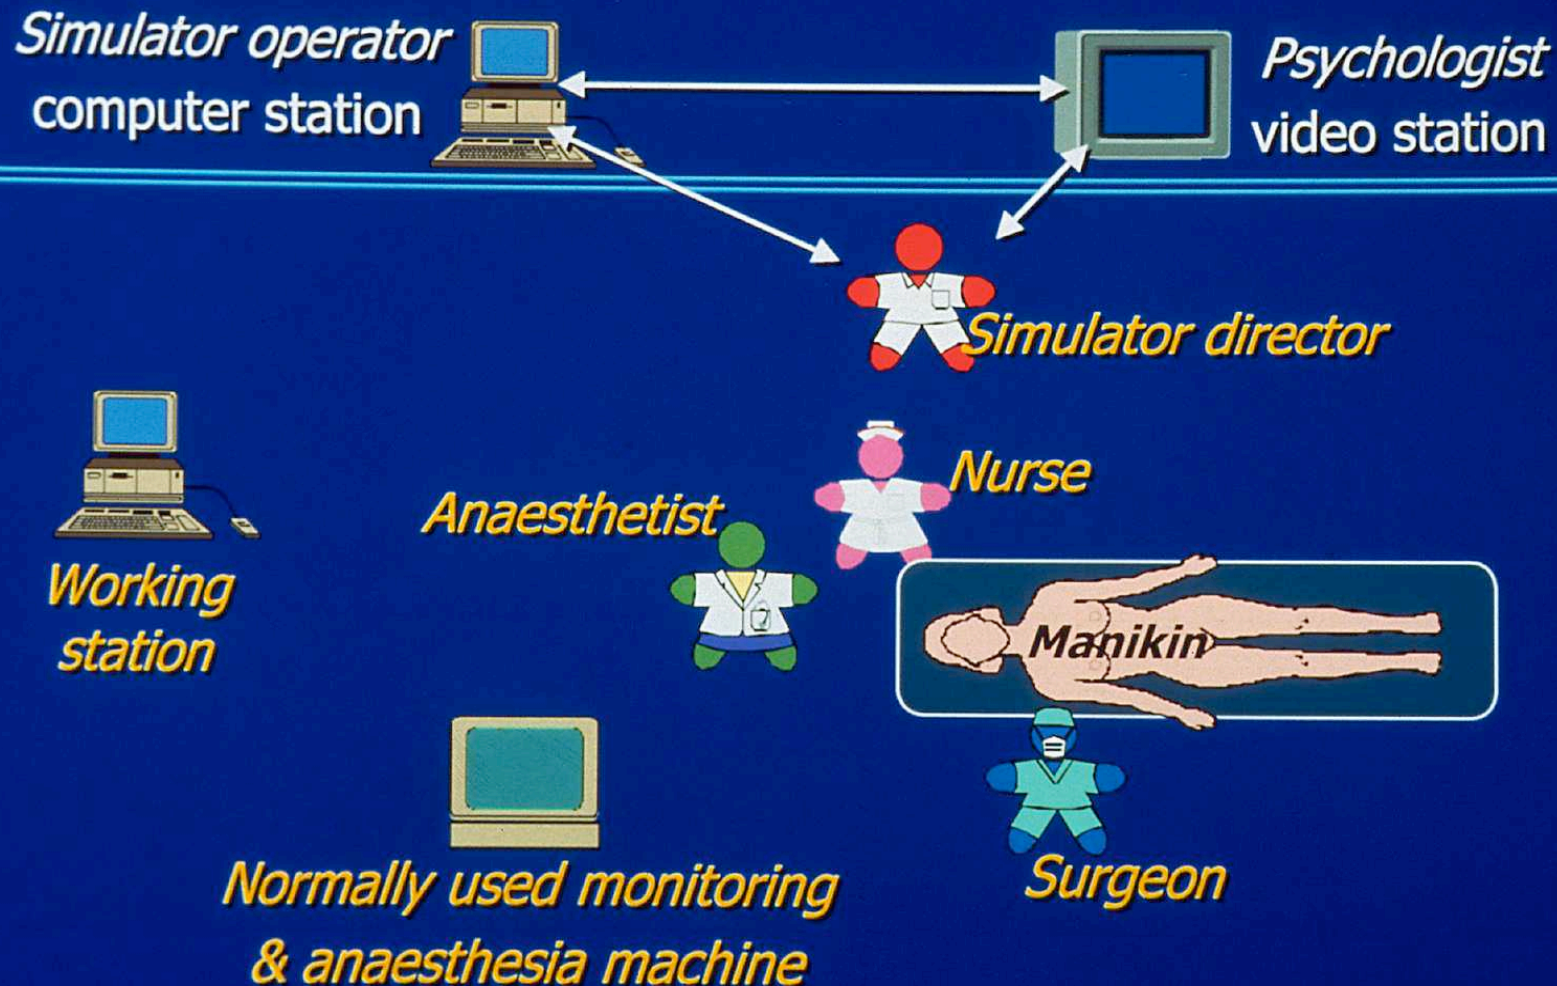 Simulator operator
computer station
Psychologist
video station
Simulator director
Nurse
Anaesthetist
Working
station
Manikin
Surgeon
Normally used monitoring
& anaesthesia machine